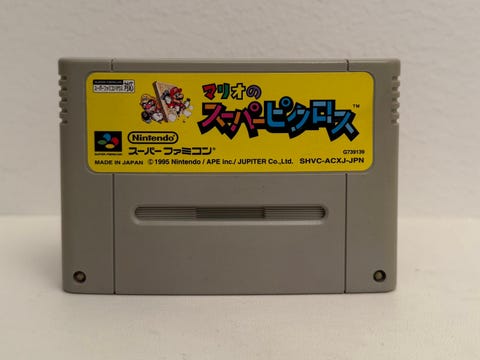 マリオの
スーパーピクロス
TM
Nintendo
スーパーファミコン
G739139
MADE IN JAPAN
©1995 Nintendo / APE inc./ JUPITER Co.,Ltd.
SHVC-ACXJ-JPN